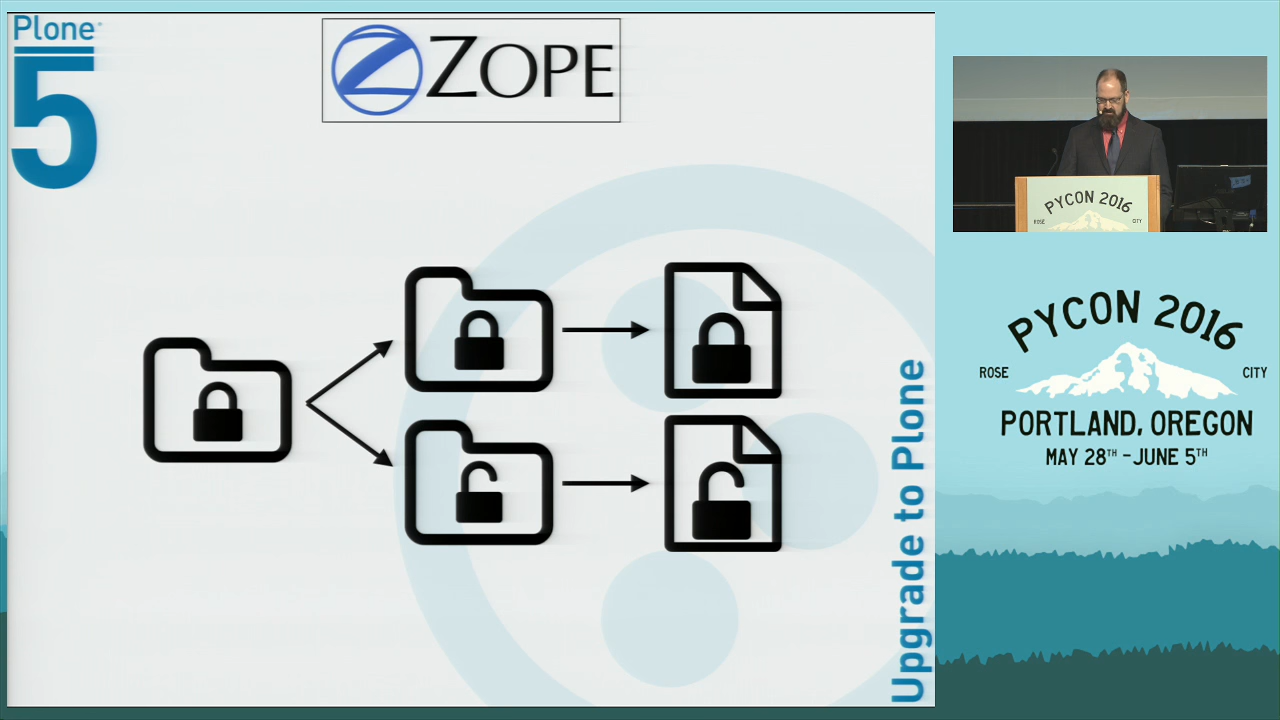 Plone®
5
ZOPE
Upgrade to Plone
PYCON 2016
ROSE
CITY
PYCON 2016
ROSE
CITY
PORTLAND, OREGON
MAY 28TH - JUNE 5TH